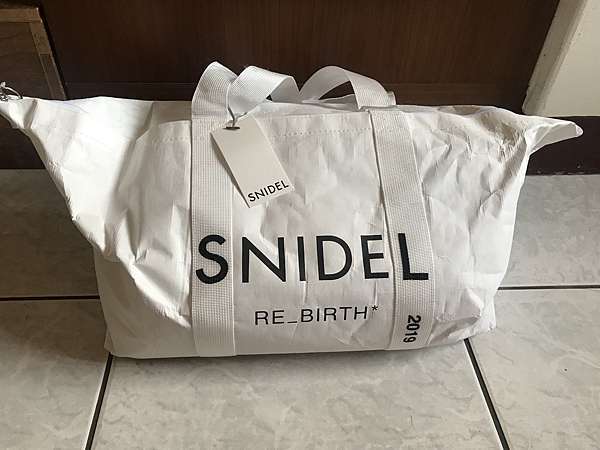 SNIDEL
SNIDEL
RE_BIRTH*
2019